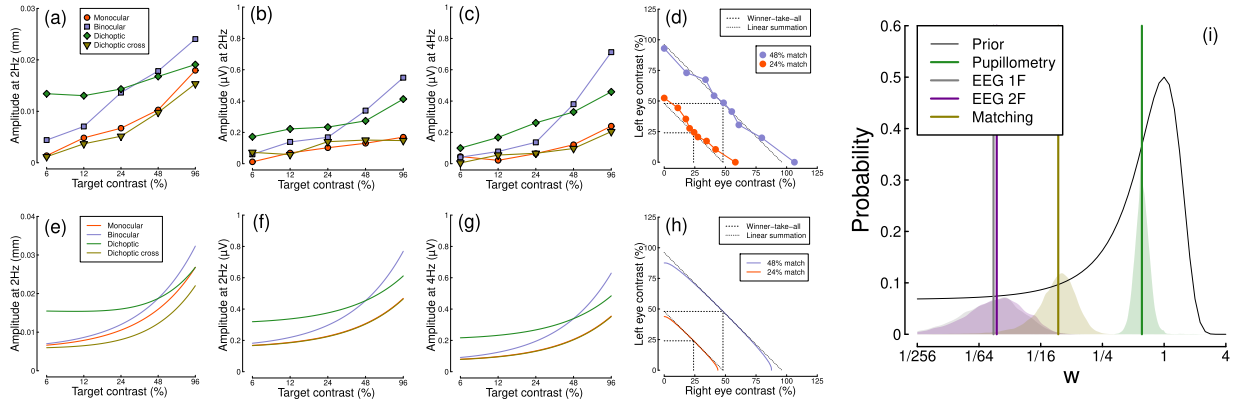 (a)
Monocular
Binocular
Dichoptic
Dichoptic cross
Amplitude at 2Hz (mm)
0.03
0.02
0.01
0
6 12 24 48 96
Target contrast (%)
(b)
Amplitude (µV) at 2Hz
1
0.8
0.6
0.4
0.2
0
6 12 24 48 96
Target contrast (%)
(c)
Amplitude (µV) at 4Hz
1
0.8
0.6
0.4
0.2
0
6 12 24 48 96
Target contrast (%)
(d)
Winner-take-all
Linear summation
48% match
24% match
Left eye contrast (%)
125
100
75
50
25
0
0 25 50 75 100 125
Right eye contrast (%)
(e)
Monocular
Binocular
Dichoptic
Dichoptic cross
Amplitude at 2Hz (mm)
0.04
0.03
0.02
0.01
0
6 12 24 48 96
Target contrast (%)
(f)
Amplitude at 2Hz (µV)
1
0.8
0.6
0.4
0.2
0
6 12 24 48 96
Target contrast (%)
(g)
Amplitude at 4Hz (µV)
1
0.8
0.6
0.4
0.2
0
6 12 24 48 96
Target contrast (%)
(h)
Winner-take-all
Linear summation
48% match
24% match
Left eye contrast (%)
125
100
75
50
25
0
0 25 50 75 100 125
Right eye contrast (%)
(i)
Prior
Pupillometry
EEG 1F
EEG 2F
Matching
Probability
0.6
0.5
0.4
0.3
0.2
0.1
0
1/256 1/64 1/16 1/4 1 4
w